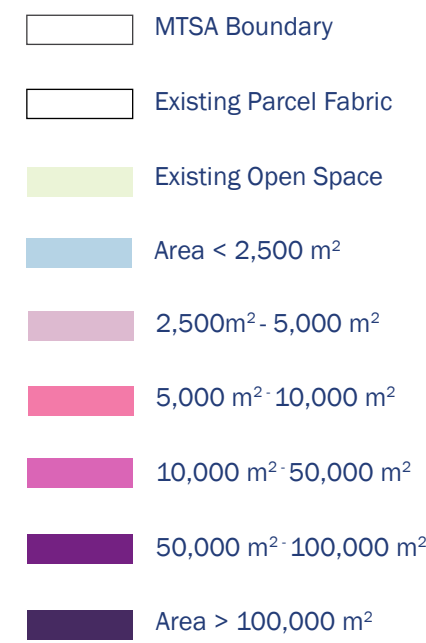 MTSA Boundary
Existing Parcel Fabric
Existing Open Space
Area < 2,500 m²
2,500m² - 5,000 m²
5,000 m² - 10,000 m²
10,000 m² - 50,000 m²
50,000 m² - 100,000 m²
Area > 100,000 m²